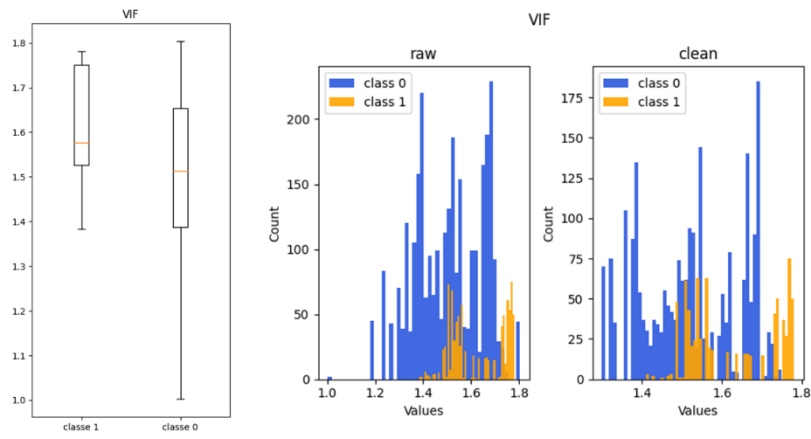 VIF
1.8
1.7
1.6
1.5
1.4
1.3
1.2
1.1
1.0
classe 1 classe 0
VIF
raw
class 0
class 1
Count
200
150
100
50
0
1.0 1.2 1.4 1.6 1.8
Values
clean
class 0
class 1
Count
175
150
125
100
75
50
25
0
1.4 1.6 1.8
Values